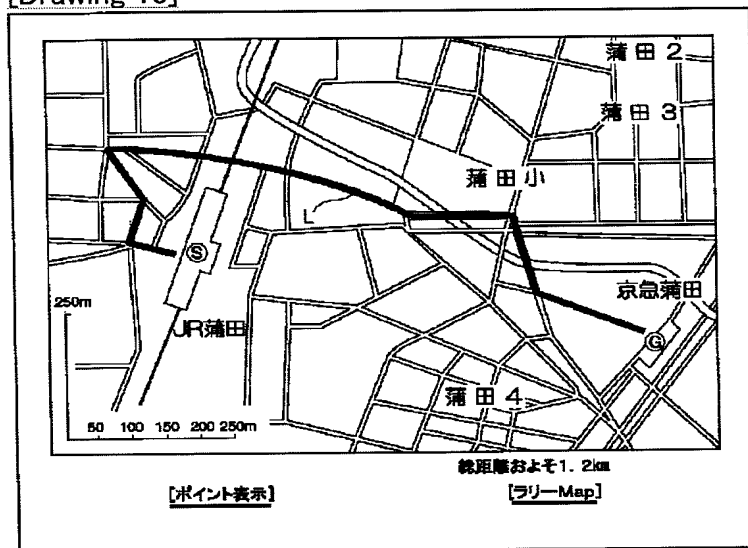 [Drawing 10]
蒲田2
蒲田3
蒲田小
L
S
京急蒲田
250m
JR蒲田
G
蒲田4
50 100 150 200 250m
総距離およそ1.2km
[ポイント表示]
[ラリーMap]